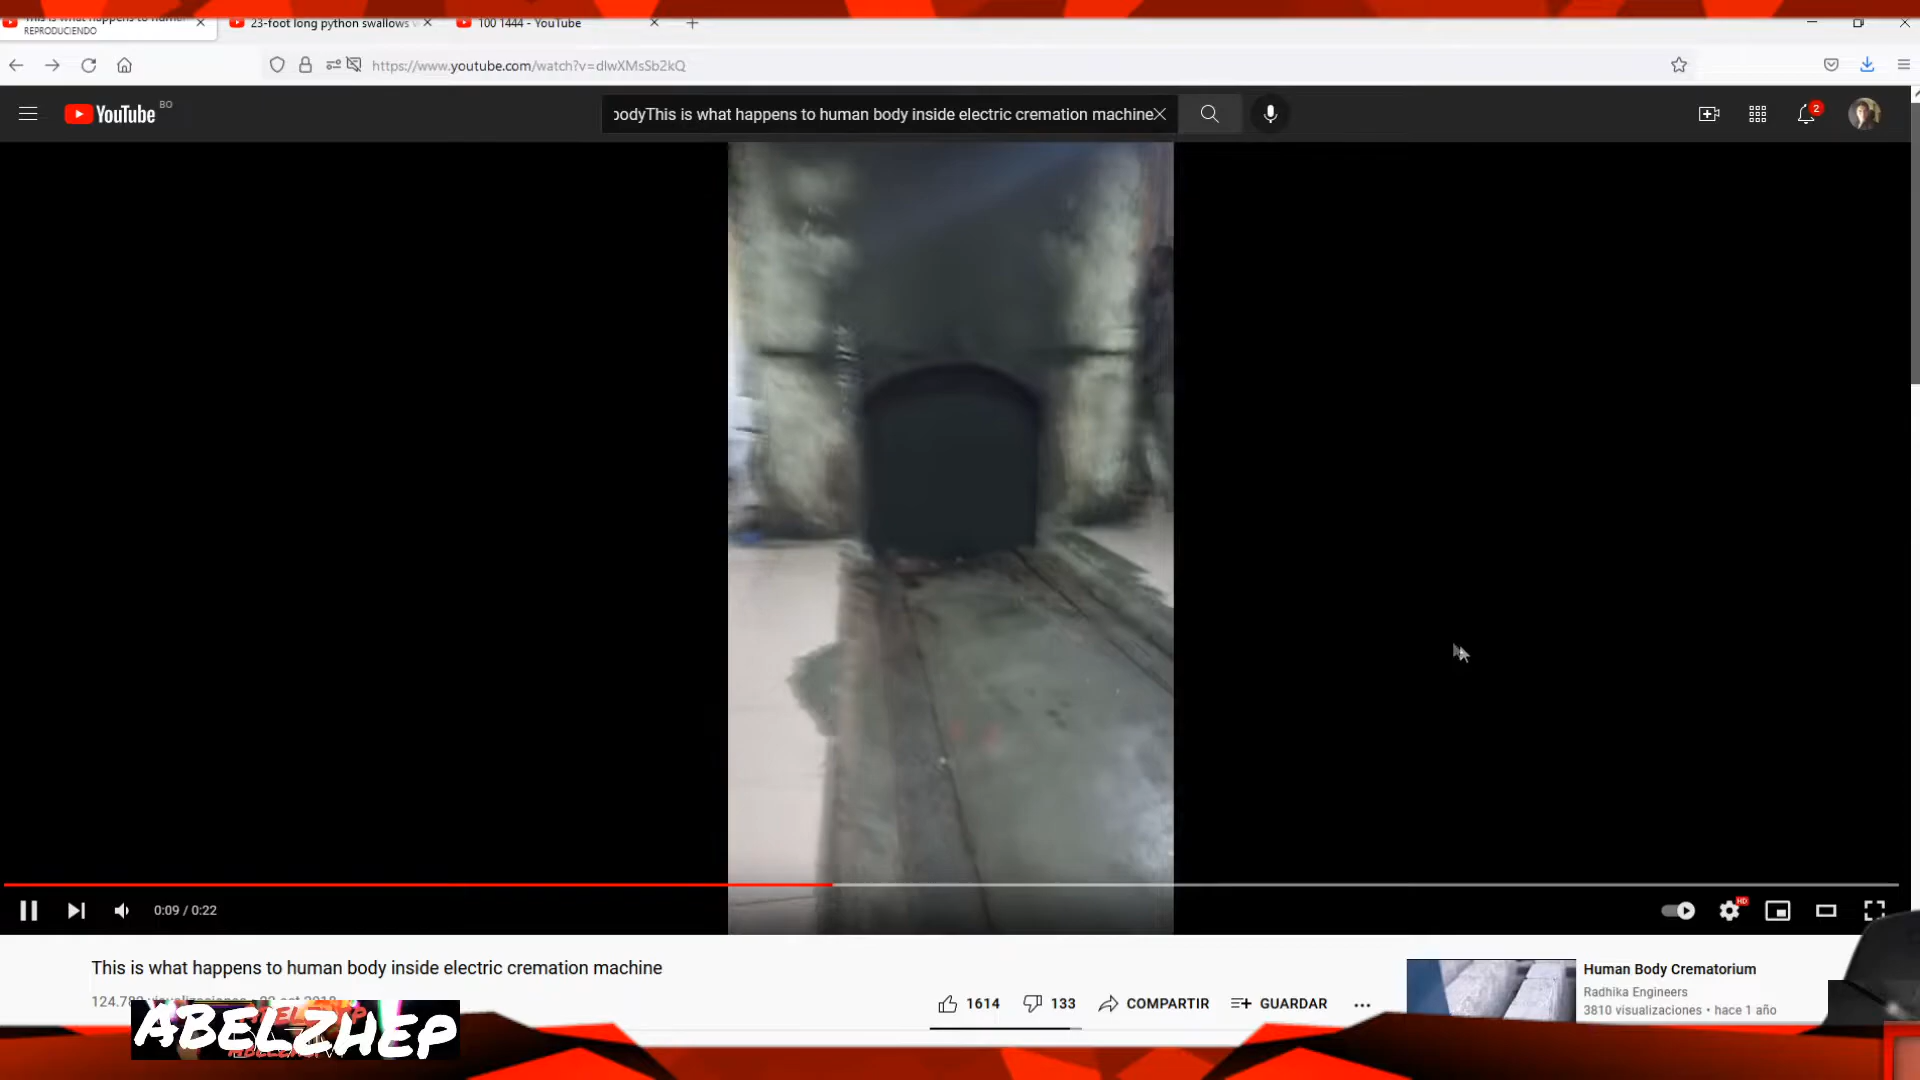 REPRODUCIENDO
23-foot long python swallows
100 1444 - YouTube
https://www.youtube.com/watch?v=dlwXMsSb2kQ
YouTube BO
bodyThis is what happens to human body inside electric cremation machine
2
0:09 / 0:22
HD
This is what happens to human body inside electric cremation machine
1614
133
COMPARTIR
GUARDAR
Human Body Crematorium
Radhika Engineers
3810 visualizaciones • hace 1 año
ABELZHEP